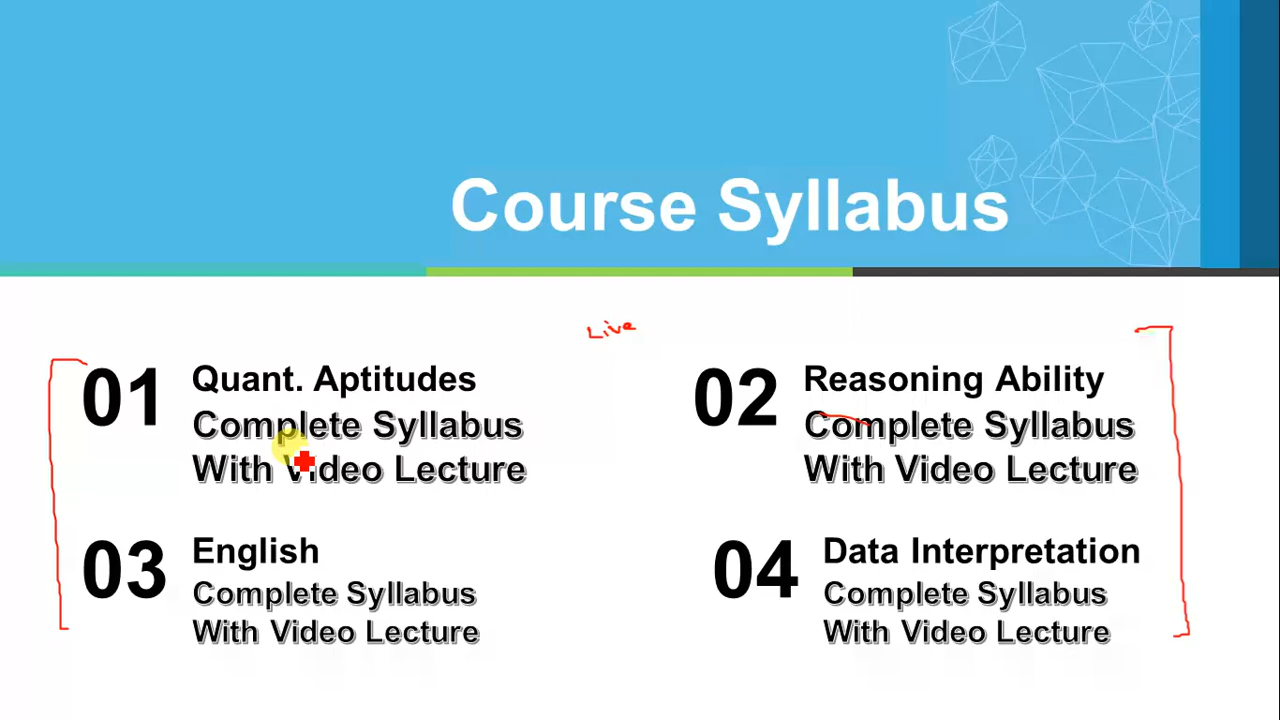 Course Syllabus
Live
01
Quant. Aptitudes
Complete Syllabus
With Video Lecture
02
Reasoning Ability
Complete Syllabus
With Video Lecture
03
English
Complete Syllabus
With Video Lecture
04
Data Interpretation
Complete Syllabus
With Video Lecture